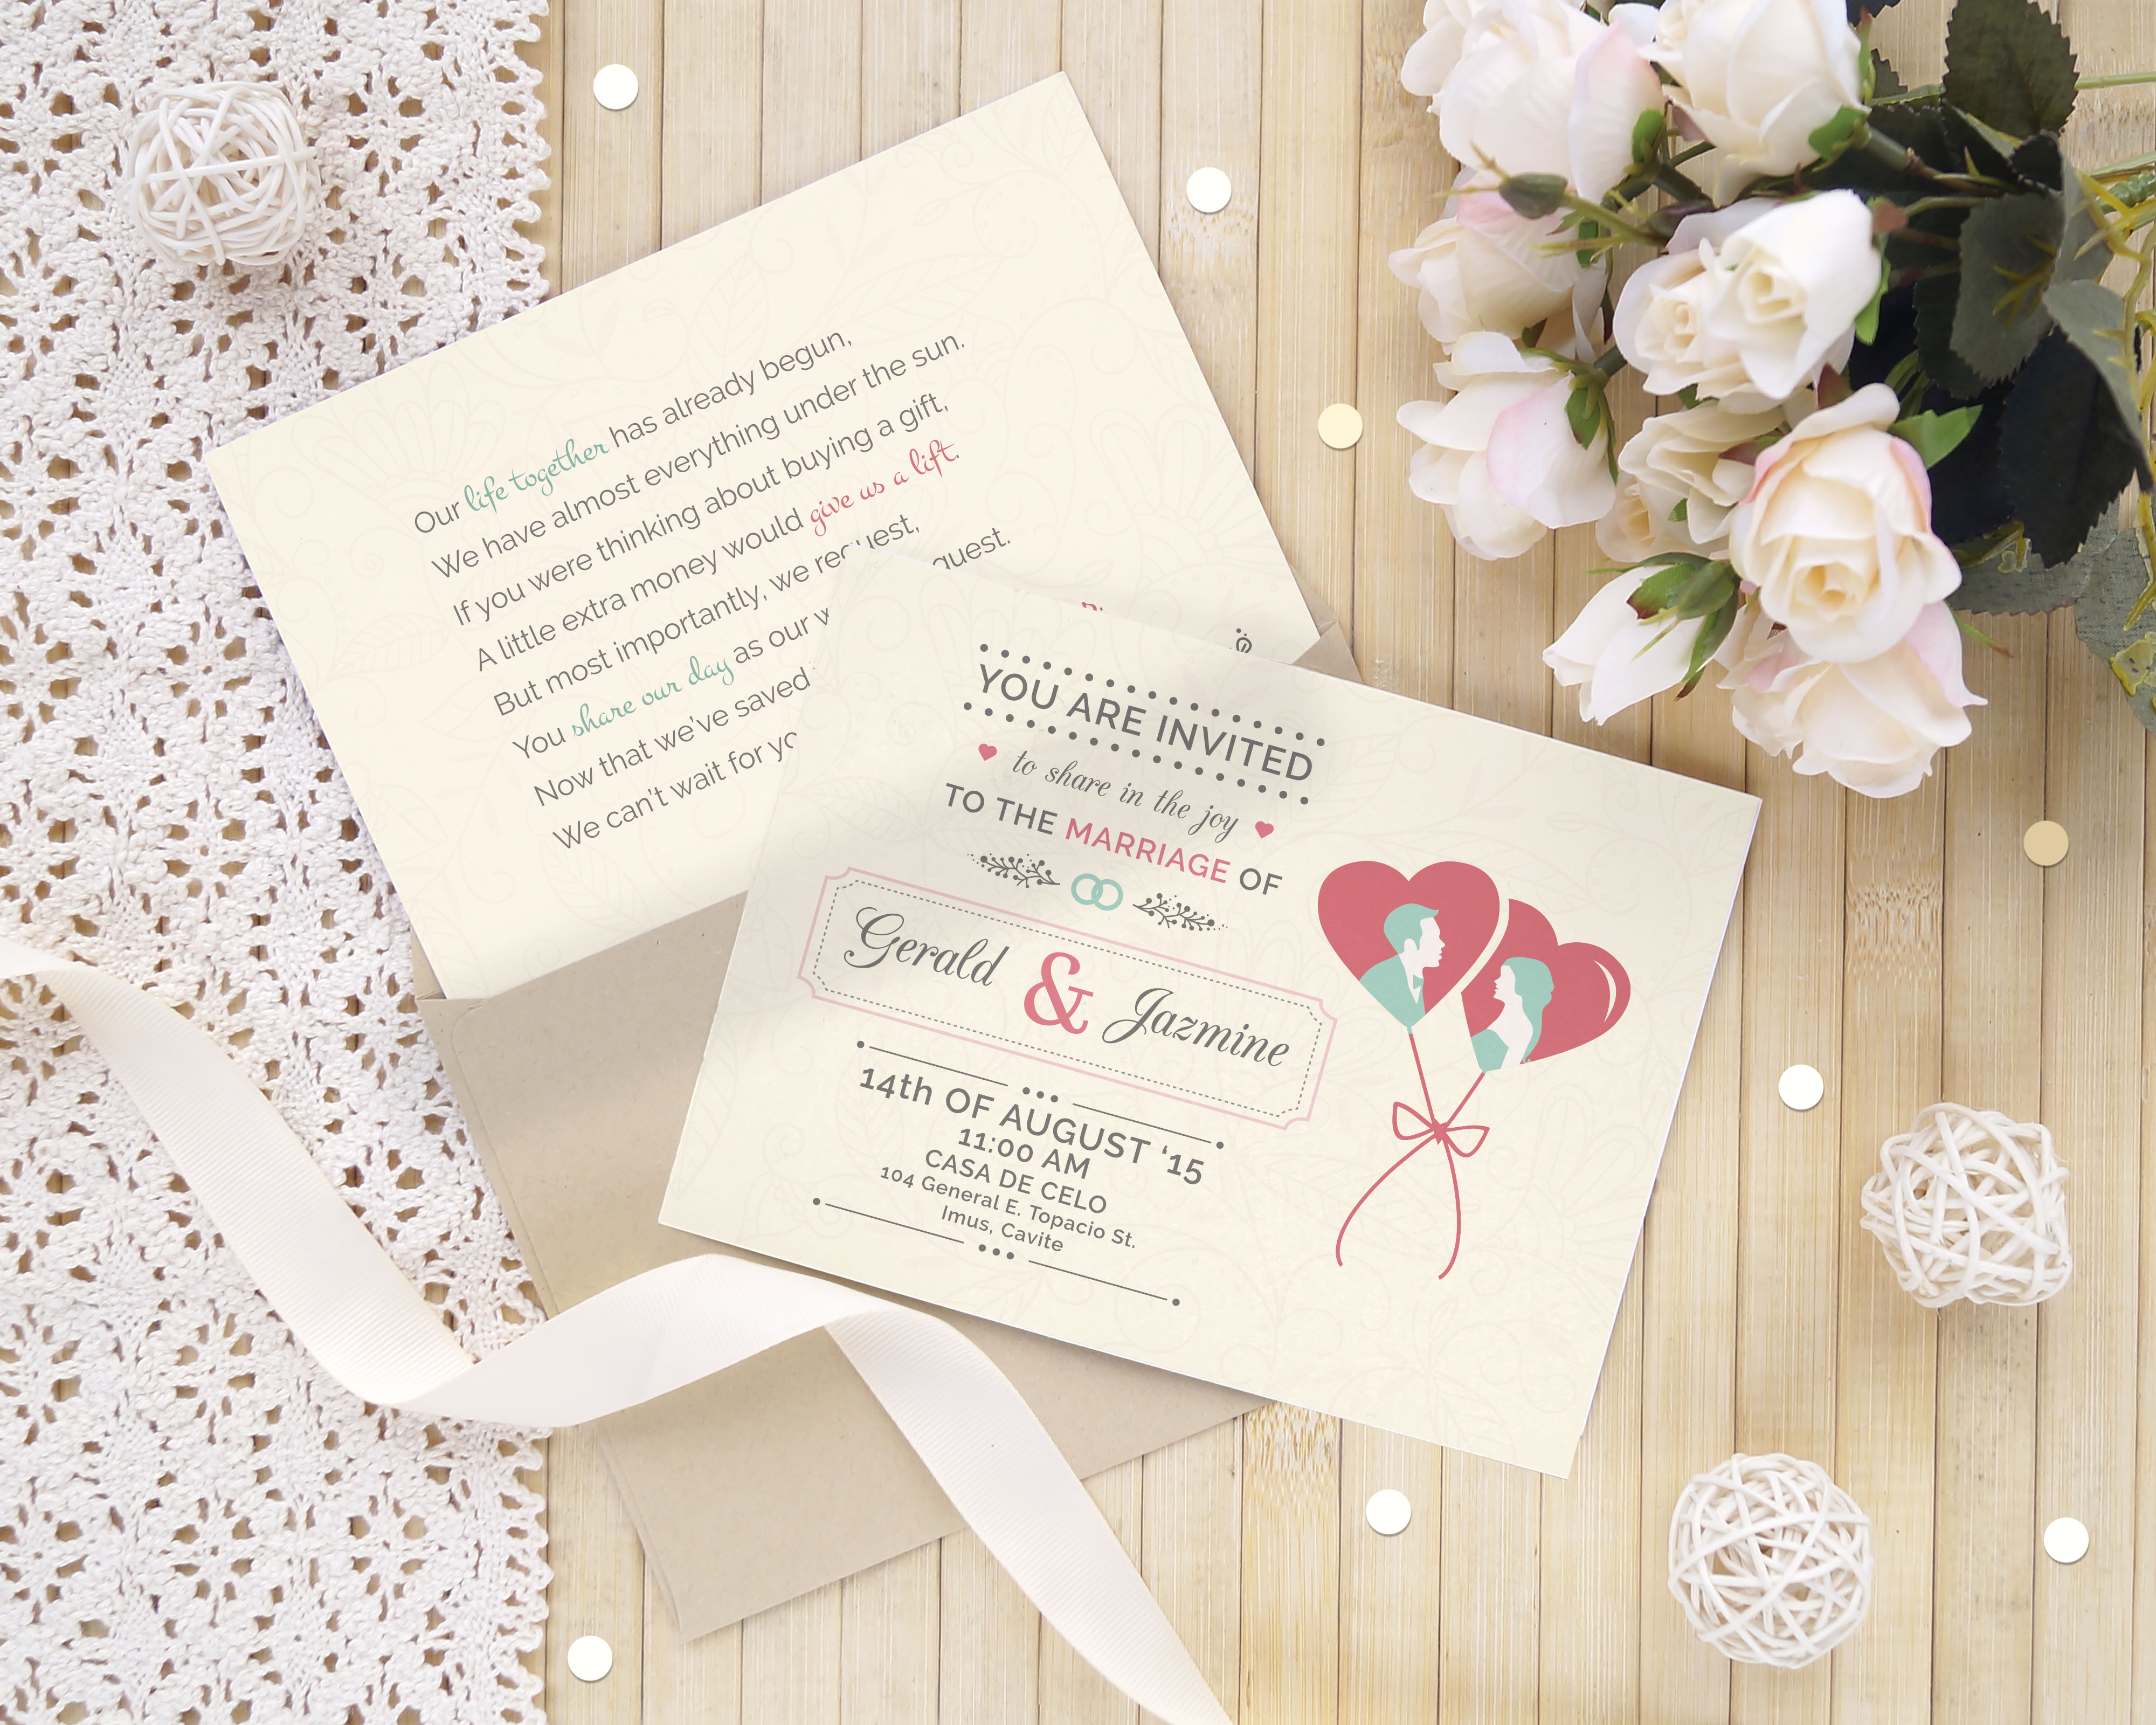 Our life together has already begun,
We have almost everything under the sun.
If you were thinking about buying a gift,
A little extra money would give us a lift.
But most importantly, we request,
You share our day as our
Now that we've saved
We can't wait for
YOU ARE INVITED
to share in the joy
TO THE MARRIAGE OF
Gerald & Jazmine
14th OF AUGUST ‘15
11:00 AM
CASA DE CELO
104 General E. Topacio St.
Imus, Cavite